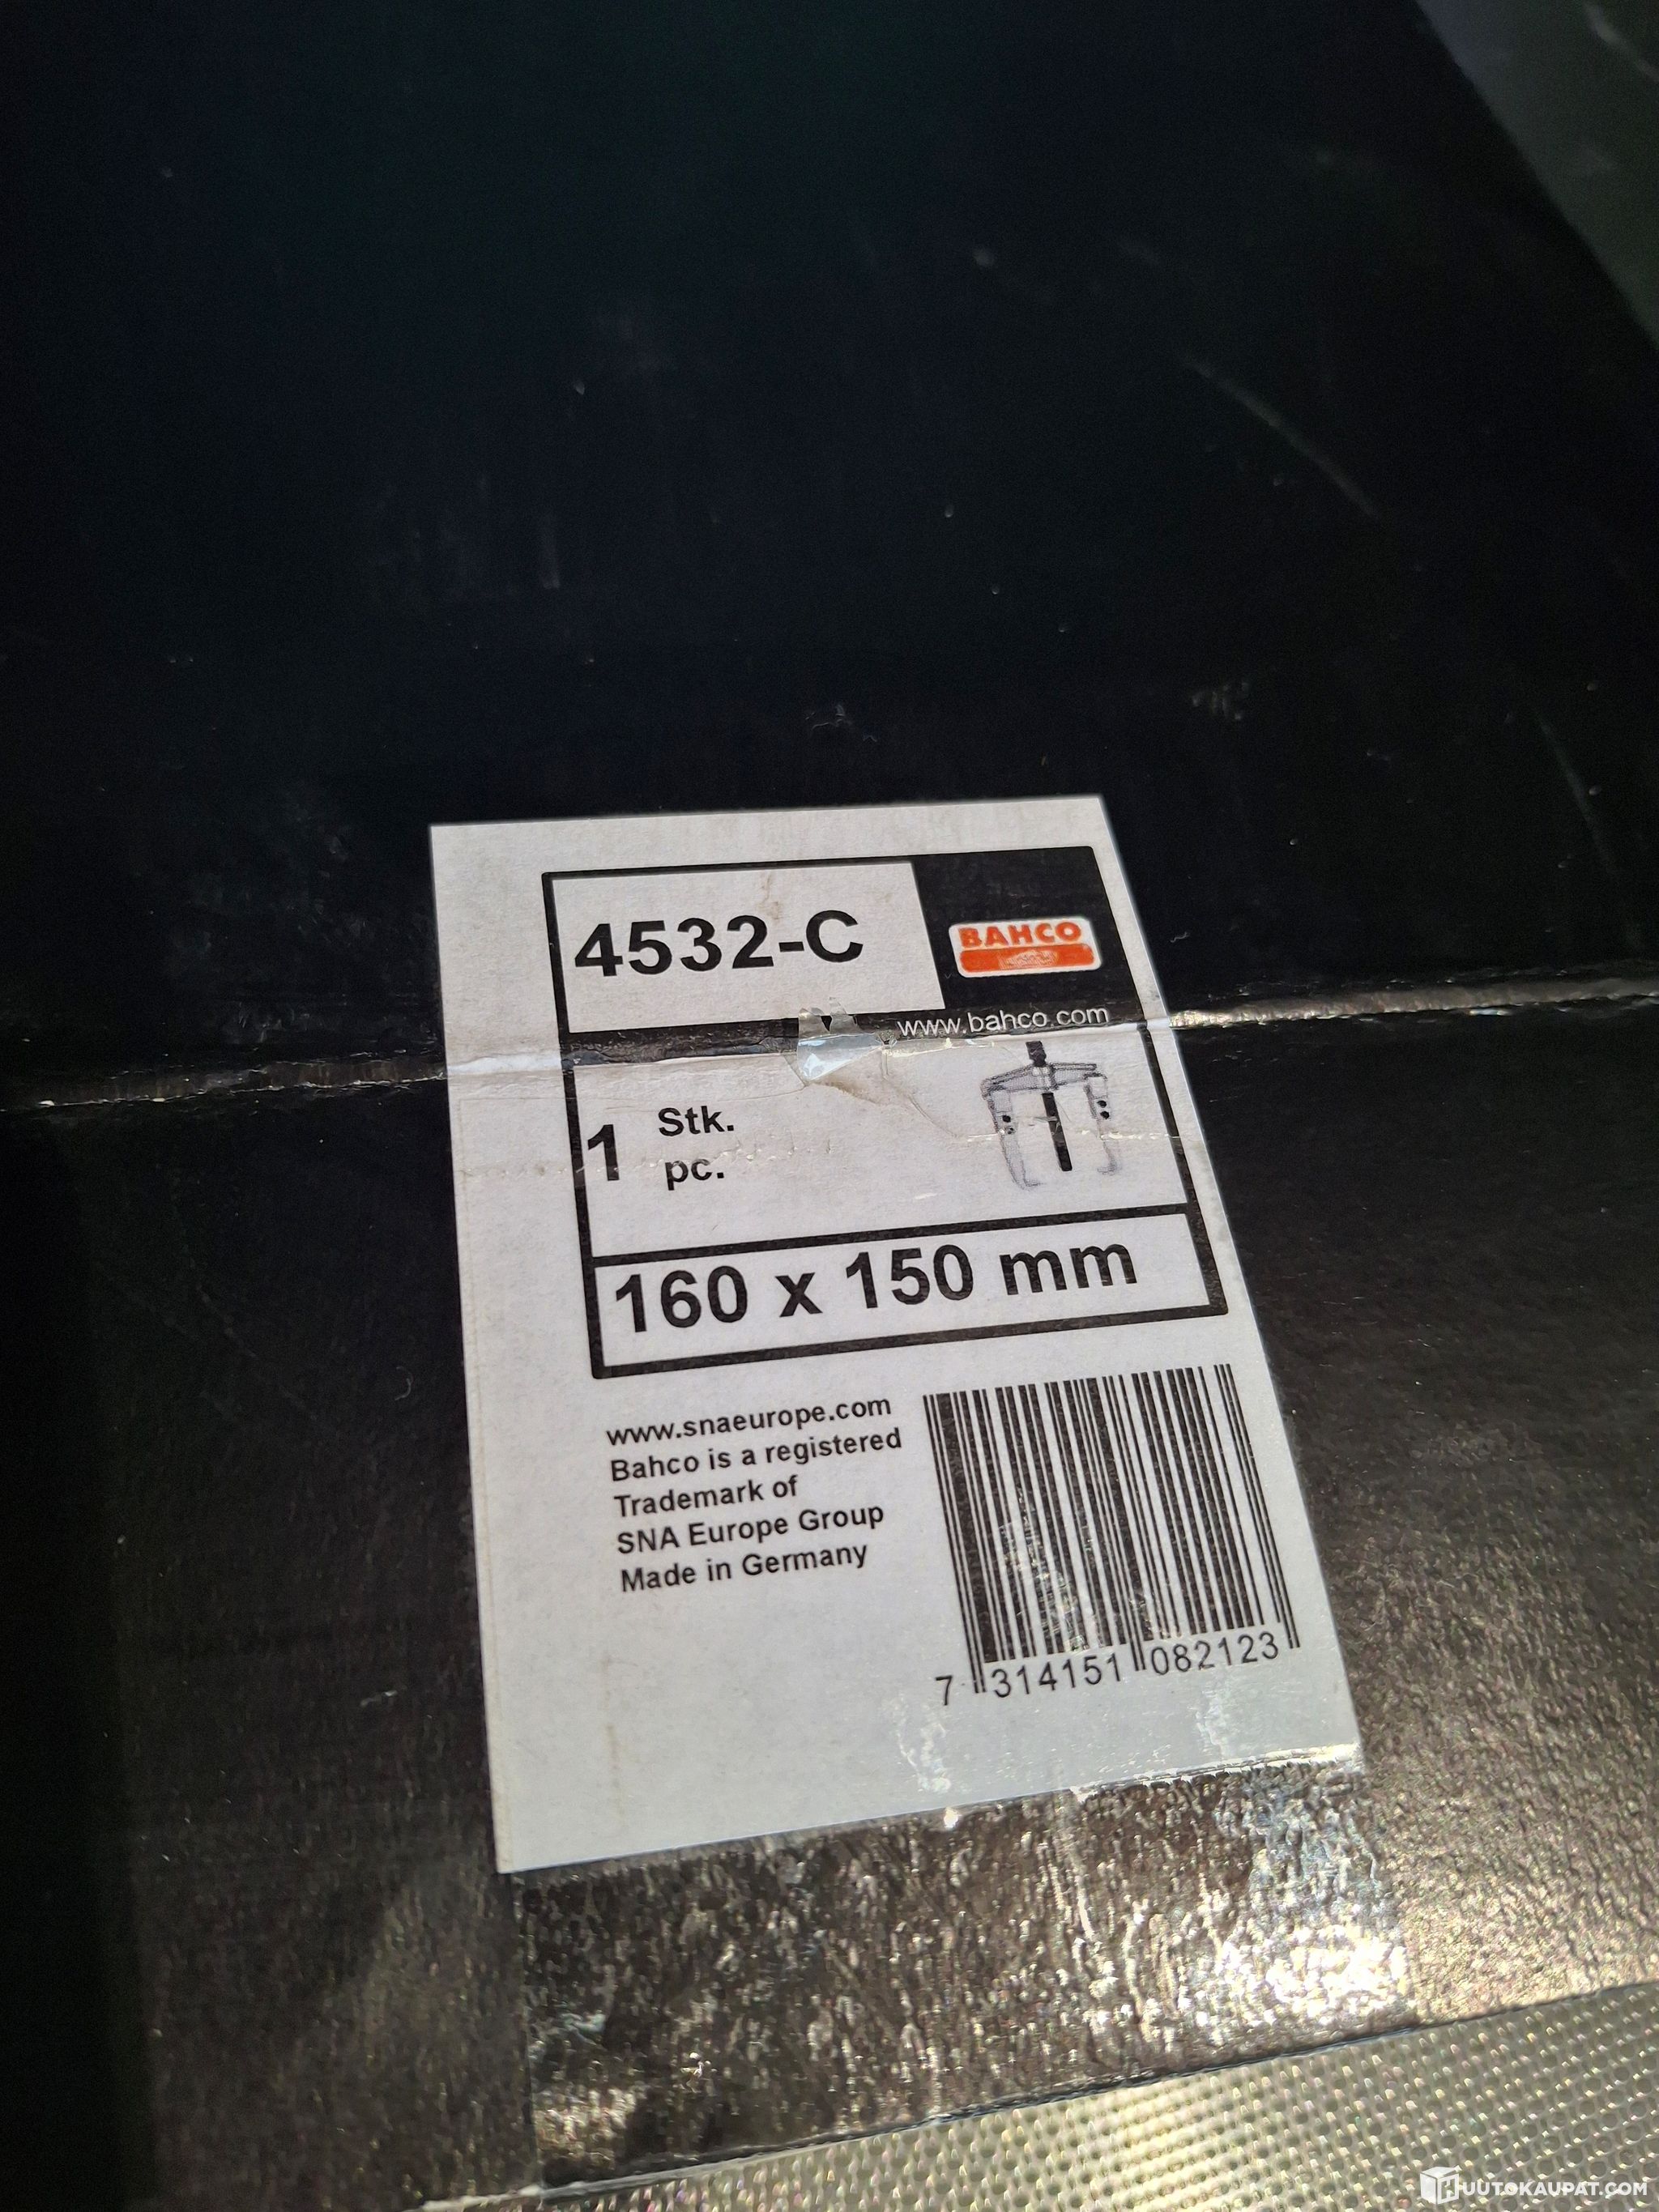 4532-C
BAHCO
www.bahco.com
1 Stk.
pc.
160 x 150 mm
www.snaeurope.com
Bahco is a registered
Trademark of
SNA Europe Group
Made in Germany
7 314151 082123
HUUTOKAUPAT.COM